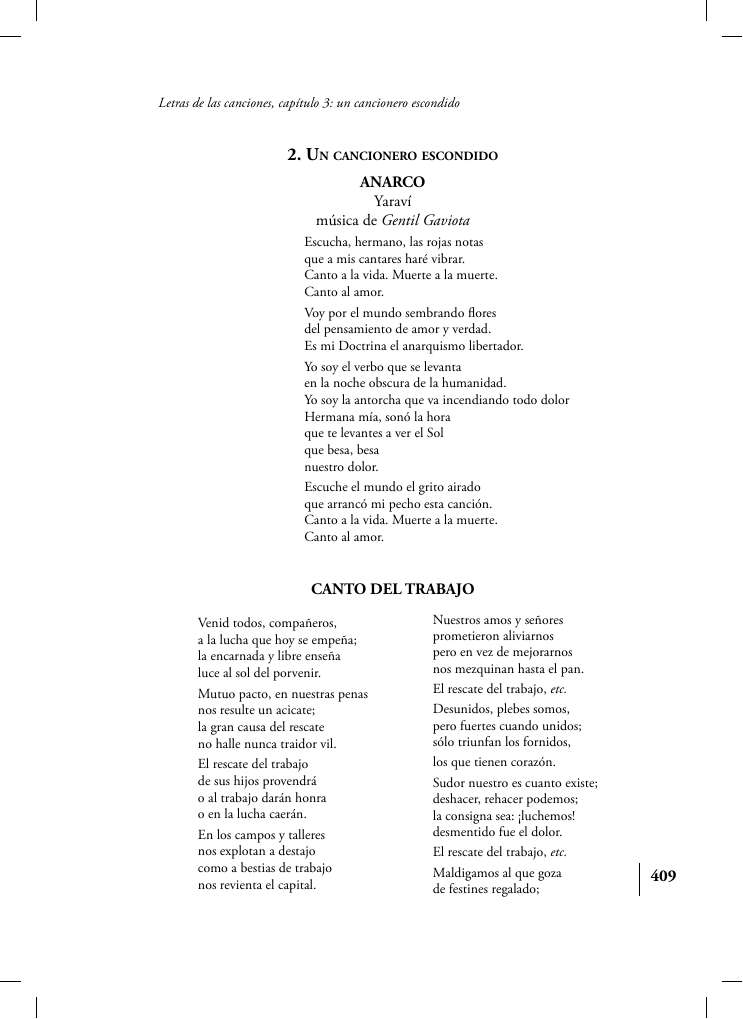 Letras de las canciones, capítulo 3: un cancionero escondido
2. Un cancionero escondido
ANARCO
Yaraví
música de Gentil Gaviota
Escucha, hermano, las rojas notas
que a mis cantares haré vibrar.
Canto a la vida. Muerte a la muerte.
Canto al amor.
Voy por el mundo sembrando flores
del pensamiento de amor y verdad.
Es mi Doctrina el anarquismo libertador.
Yo soy el verbo que se levanta
en la noche obscura de la humanidad.
Yo soy la antorcha que va incendiando todo dolor
Hermana mía, sonó la hora
que te levantes a ver el Sol
que besa, besa
nuestro dolor.
Escuche el mundo el grito airado
que arrancó mi pecho esta canción.
Canto a la vida. Muerte a la muerte.
Canto al amor.
CANTO DEL TRABAJO
Venid todos, compañeros,
a la lucha que hoy se empeña;
la encarnada y libre enseña
luce al sol del porvenir.
Mutuo pacto, en nuestras penas
nos resulte un acicate;
la gran causa del rescate
no halle nunca traidor vil.
El rescate del trabajo
de sus hijos provendrá
o al trabajo darán honra
o en la lucha caerán.
En los campos y talleres
nos explotan a destajo
como a bestias de trabajo
nos revienta el capital.
Nuestros amos y señores
prometieron aliviarnos
pero en vez de mejorarnos
nos mezquinan hasta el pan.
El rescate del trabajo, etc.
Desunidos, plebes somos,
pero fuertes cuando unidos;
sólo triunfan los fornidos,
los que tienen corazón.
Sudor nuestro es cuanto existe;
deshacer, rehacer podemos;
la consigna sea: ¡luchemos!
desmentido fue el dolor.
El rescate del trabajo, etc.
Maldigamos al que goza
de festines regalado;
409